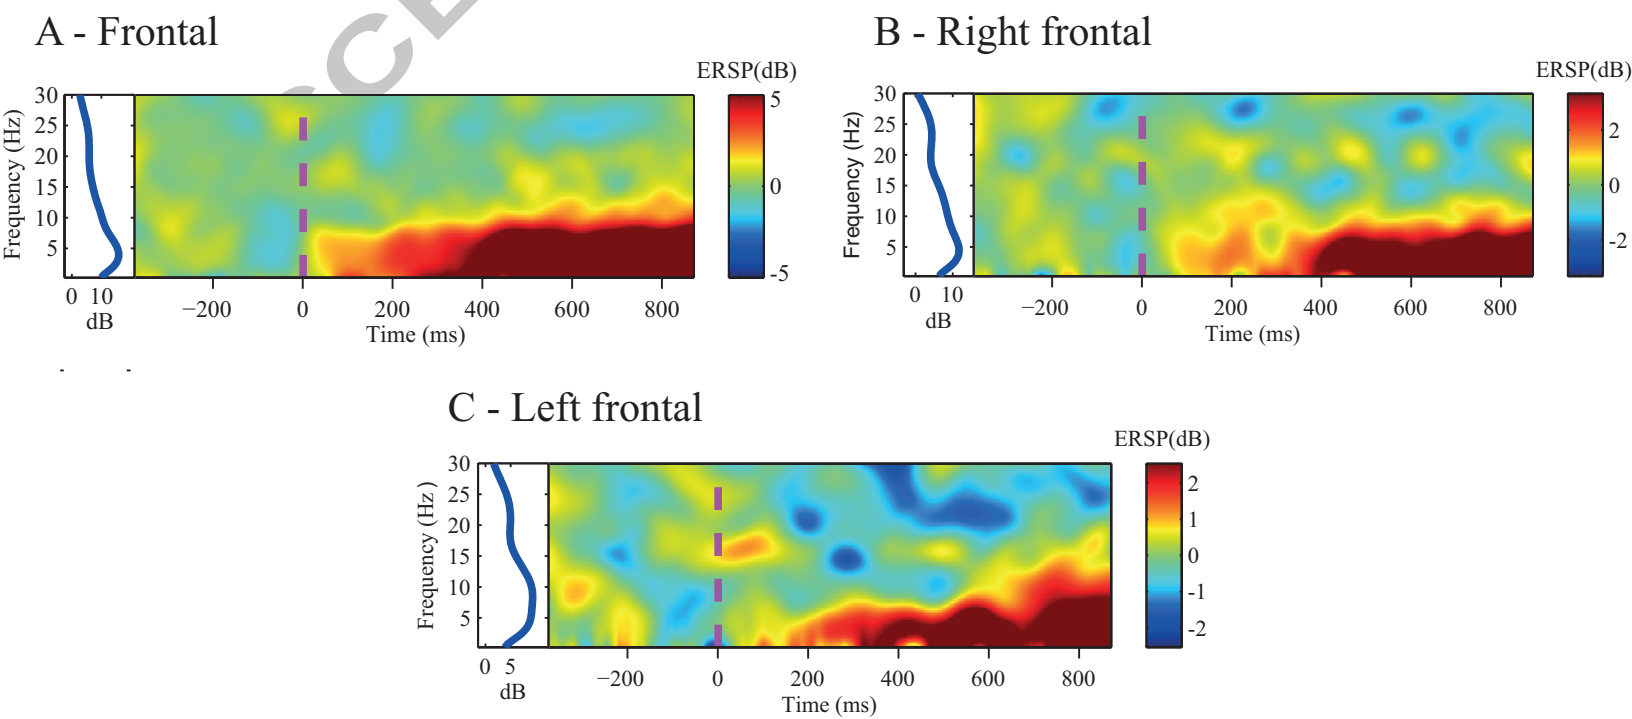 A - Frontal
ERSP(dB)
30
25
20
15
10
5
Frequency (Hz)
0 10
dB
−200 0 200 400 600 800
Time (ms)
5
0
-5
B - Right frontal
ERSP(dB)
30
25
20
15
10
5
Frequency (Hz)
0 10
dB
−200 0 200 400 600 800
Time (ms)
2
0
-2
C - Left frontal
ERSP(dB)
30
25
20
15
10
5
Frequency (Hz )
0 5
dB
−200 0 200 400 600 800
Time (ms)
2
1
0
-1
-2